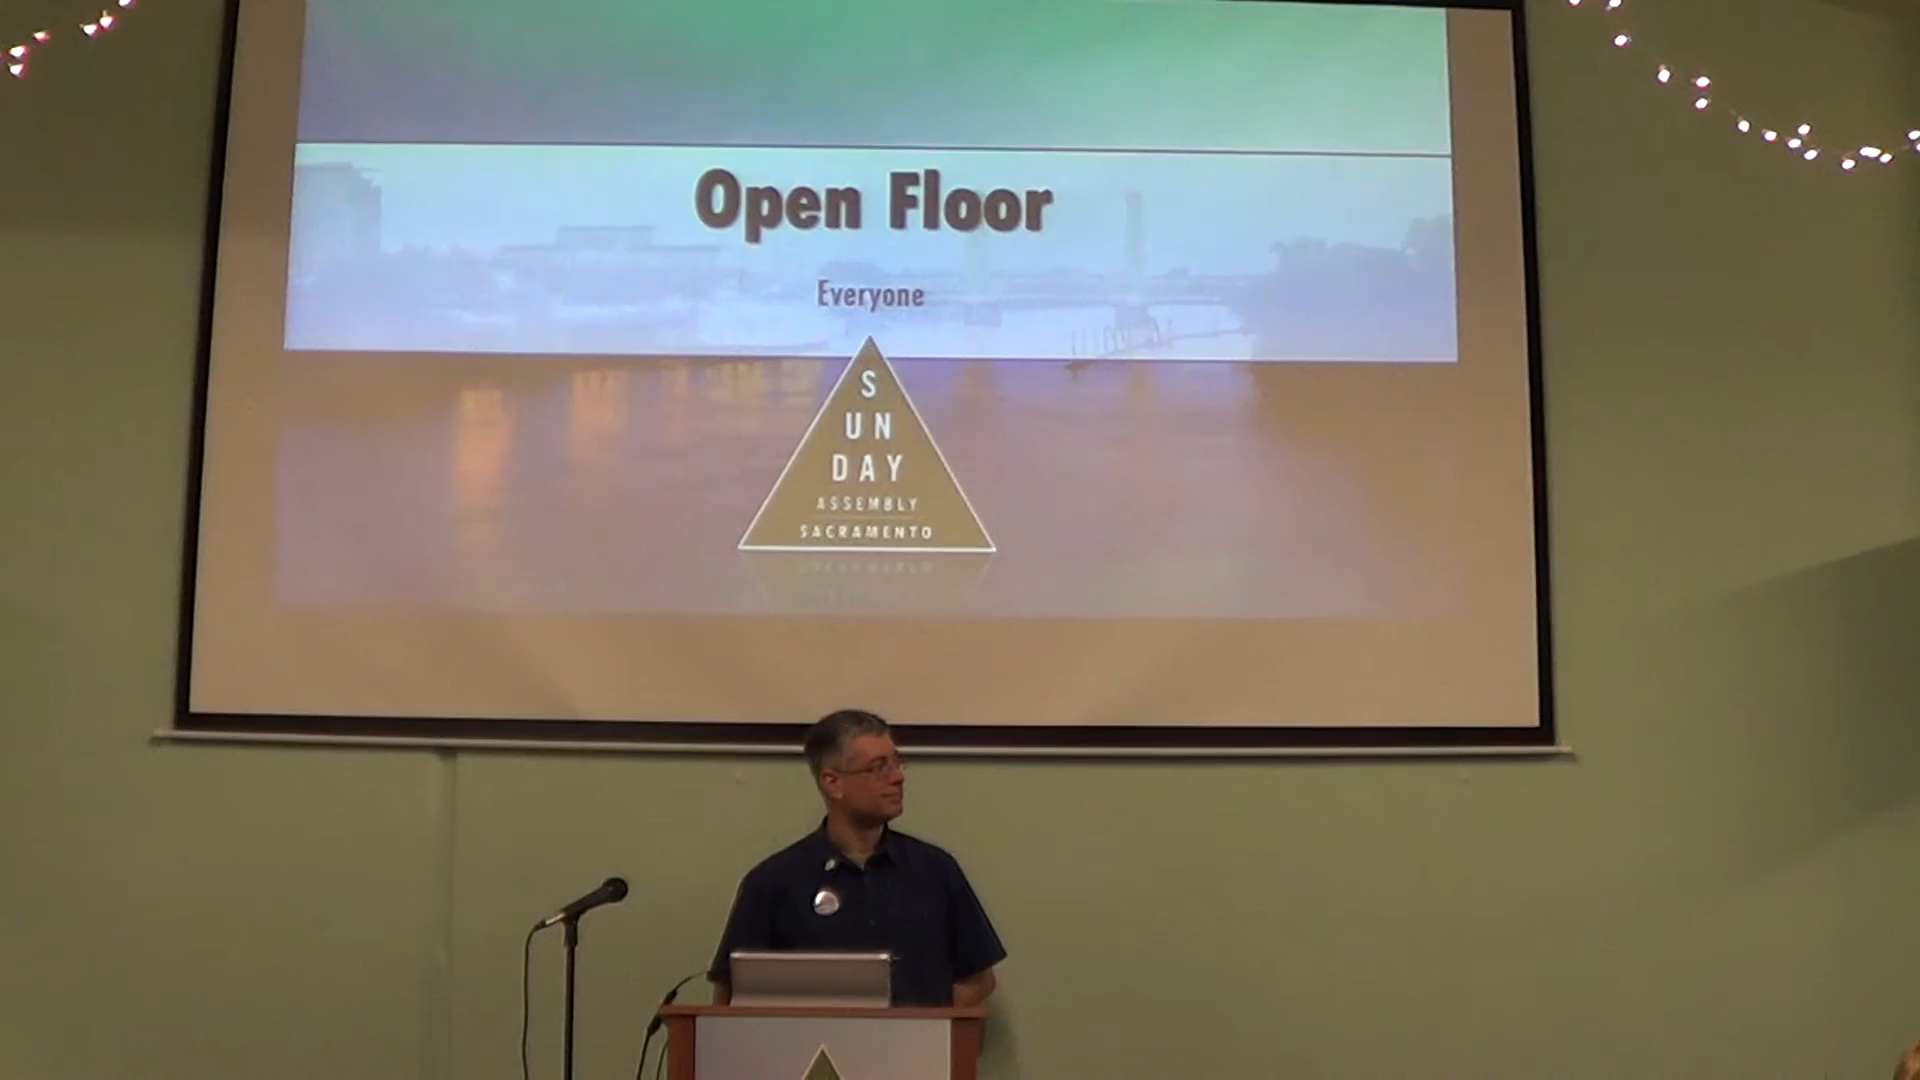 Open Floor
Everyone
S
UN
DAY
ASSEMBLY
SACRAMENTO